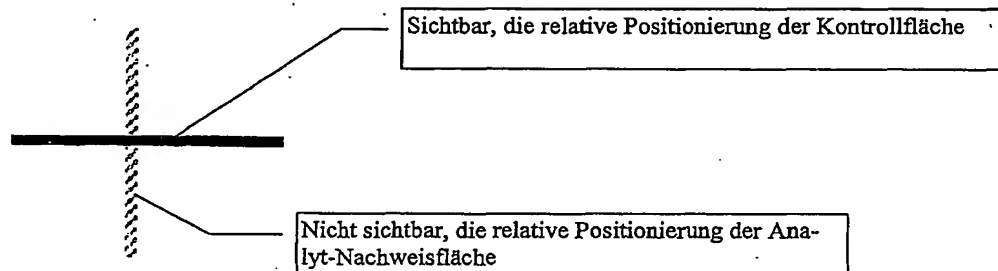 Sichtbar, die relative Positionierung der Kontrollfläche
Nicht sichtbar, die relative Positionierung der Ana-
lyt-Nachweisfläche